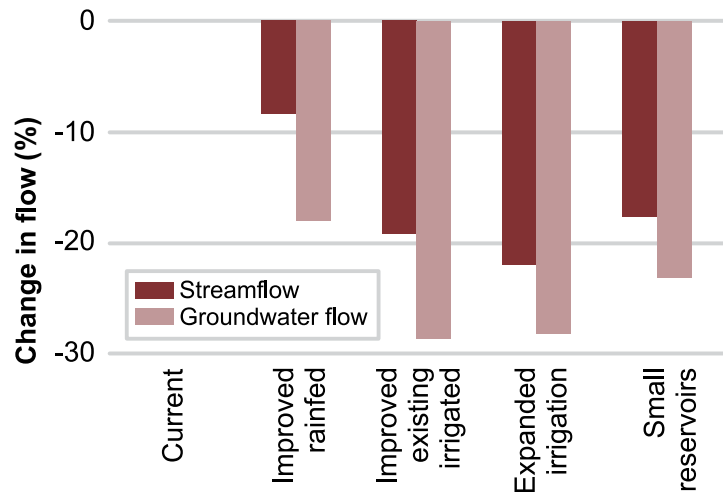 Change in flow (%)
0
-10
-20
-30
Streamflow
Groundwater flow
Current
Improved
rainfed
Improved
existing
irrigated
Expanded
irrigation
Small
reservoirs